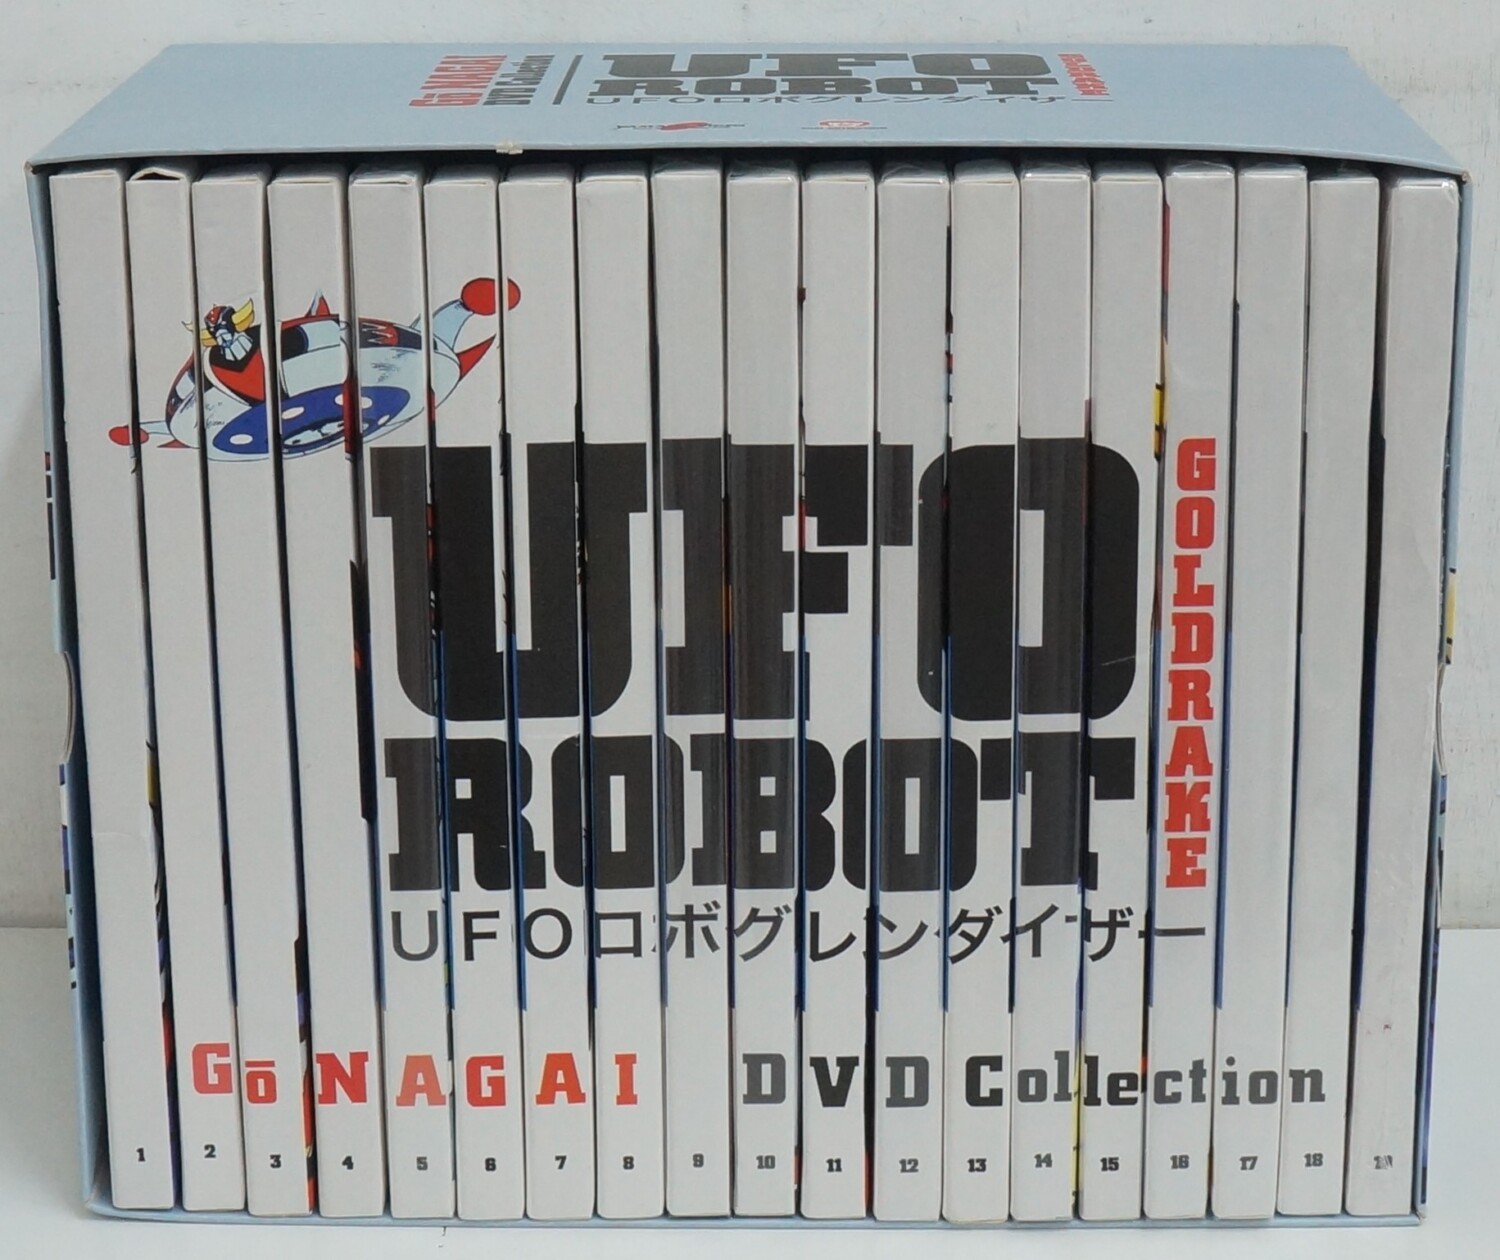 Gō NAGAI
DVD Collection
UFO
ROBOT
UFOロボグレンダイザー
UFO
ROBOT
GOLDRAKE
UFOロボグレンダイザー
Gō NAGAI DVD Collection
1 2 3 4 5 6 7 8 9 10 11 12 13 14 15 16 17 18